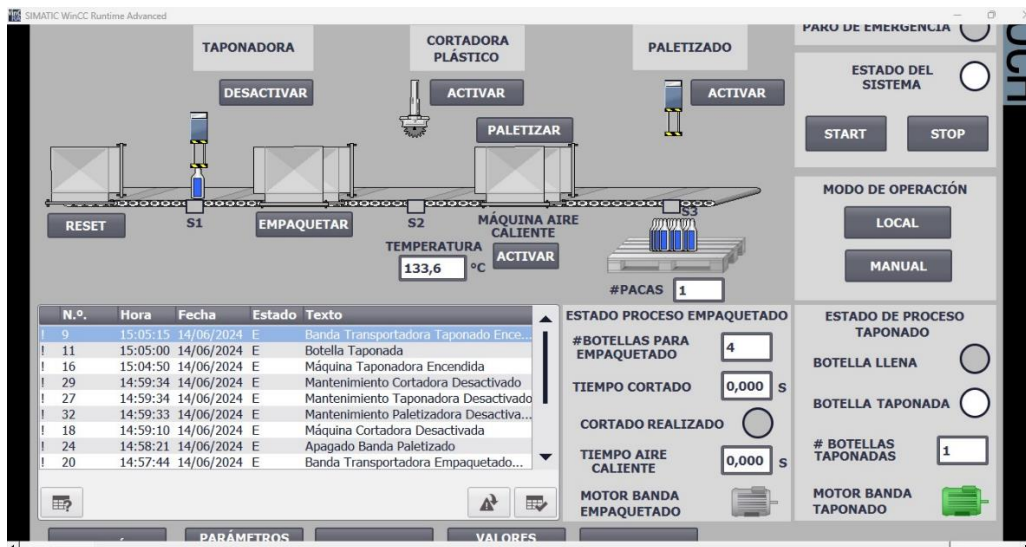 SIMATIC WinCC Runtime Advanced
TAPONADORA
CORTADORA
PLÁSTICO
PALETIZADO
PARO DE EMERGENCIA
DESACTIVAR
ACTIVAR
ACTIVAR
ESTADO DEL
SISTEMA
PALETIZAR
START
STOP
RESET
S1
EMPAQUETAR
S2
MÁQUINA AIRE
CALIENTE
S3
MODO DE OPERACIÓN
LOCAL
MANUAL
TEMPERATURA
133,6 °C
ACTIVAR
#PACAS 1
N.º. Hora Fecha Estado Texto
! 9 15:05:15 14/06/2024 E Banda Transportadora Taponado Ence...
! 11 15:05:00 14/06/2024 E Botella Taponada
! 16 15:04:50 14/06/2024 E Máquina Taponadora Encendida
! 29 14:59:34 14/06/2024 E Mantenimiento Cortadora Desactivado
! 27 14:59:34 14/06/2024 E Mantenimiento Taponadora Desactivado
! 32 14:59:33 14/06/2024 E Mantenimiento Paletizadora Desactiva...
! 18 14:59:10 14/06/2024 E Máquina Cortadora Desactivada
! 24 14:58:21 14/06/2024 E Apagado Banda Paletizado
! 20 14:57:44 14/06/2024 E Banda Transportadora Empaquetado...
ESTADO PROCESO EMPAQUETADO
#BOTELLAS PARA
EMPAQUETADO
4
TIEMPO CORTADO 0,000 s
CORTADO REALIZADO
TIEMPO AIRE
CALIENTE
0,000 s
MOTOR BANDA
EMPAQUETADO
ESTADO DE PROCESO
TAPONADO
BOTELLA LLENA
BOTELLA TAPONADA
# BOTELLAS
TAPONADAS
1
MOTOR BANDA
TAPONADO
PARÁMETROS
VALORES